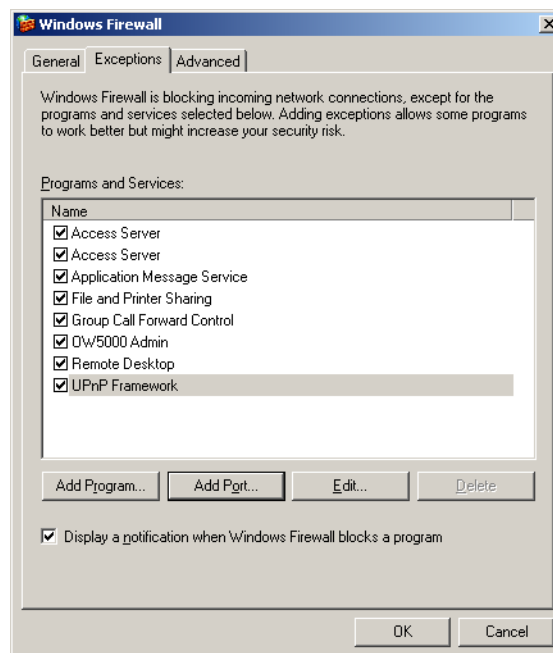 Windows Firewall
General Exceptions Advanced
Windows Firewall is blocking incoming network connections, except for the
programs and services selected below. Adding exceptions allows some programs
to work better but might increase your security risk.
Programs and Services:
Name
Access Server
Access Server
Application Message Service
File and Printer Sharing
Group Call Forward Control
OW5000 Admin
Remote Desktop
UPnP Framework
Add Program... Add Port... Edit... Delete
Display a notification when Windows Firewall blocks a program
OK Cancel